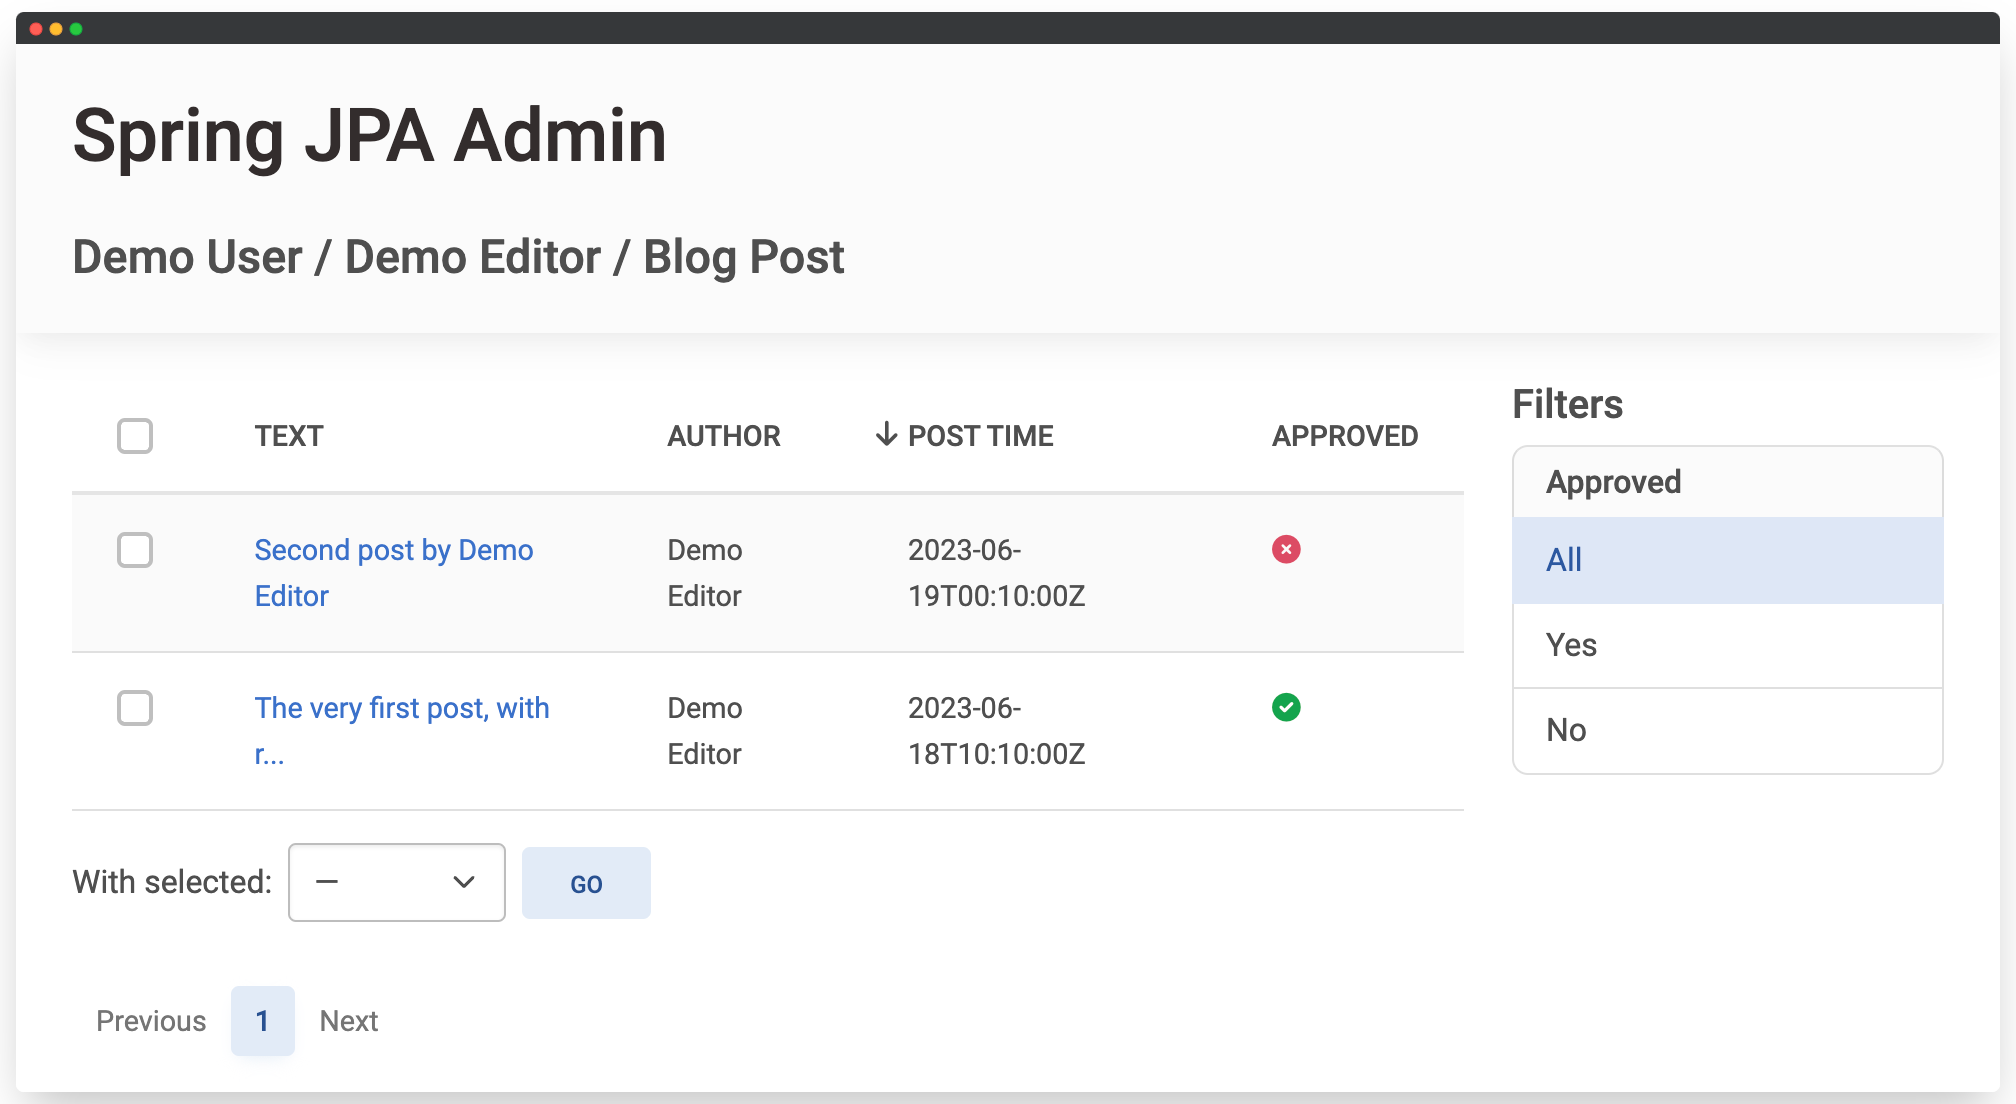 Spring JPA Admin
Demo User / Demo Editor / Blog Post
TEXT AUTHOR POST TIME APPROVED
Second post by Demo
Editor
Demo
Editor
2023-06-
19T00:10:00Z
The very first post, with
r...
Demo
Editor
2023-06-
18T10:10:00Z
With selected: — GO
Previous 1 Next
Filters
Approved
All
Yes
No